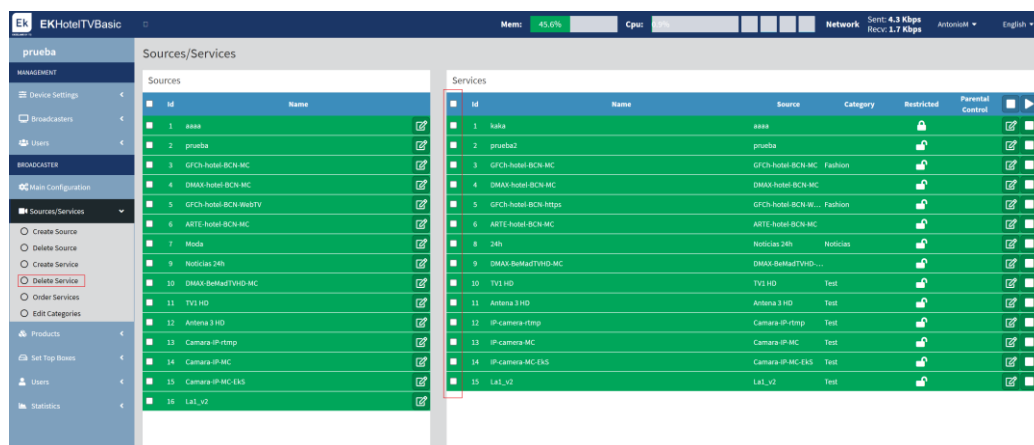 Ek EKHotelTVBasic Mem: 45.6% Cpu: Network Sent: 4.3 Kbps Recv: 1.7 Kbps AntonioM English
prueba
Sources/Services
MANAGEMENT
Device Settings
Broadcasters
Users
BROADCASTER
Main Configuration
Sources/Services
Create Source
Delete Source
Create Service
Delete Service
Order Services
Edit Categories
Products
Set Top Boxes
Users
Statistics
Sources
Id Name
1 aaaa
2 prueba
3 GFCh-hotel-BCN-MC
4 DMAX-hotel-BCN-MC
5 GFCh-hotel-BCN-WebTV
6 ARTE-hotel-BCN-MC
7 Moda
9 Noticias 24h
10 DMAX-BeMadTVHD-MC
11 TV1 HD
12 Antena 3 HD
13 Camara-IP-rtmp
14 Camara-IP-MC
15 Camara-IP-MC-EkS
16 La1_v2
Services
Id Name Source Category Restricted Parental Control
1 kaka aaaa
2 prueba2 prueba
3 GFCh-hotel-BCN-MC GFCh-hotel-BCN-MC Fashion
4 DMAX-hotel-BCN-MC DMAX-hotel-BCN-MC
5 GFCh-hotel-BCN-https GFCh-hotel-BCN-W... Fashion
6 ARTE-hotel-BCN-MC ARTE-hotel-BCN-MC
8 24h Noticias 24h Noticias
9 DMAX-BeMadTVHD-MC DMAX-BeMadTVHD-...
10 TV1 HD TV1 HD Test
11 Antena 3 HD Antena 3 HD Test
12 IP-camera-rtmp Camara-IP-rtmp Test
13 IP-camera-MC Camara-IP-MC Test
14 IP-camera-MC-EkS Camara-IP-MC-EkS Test
15 La1_v2 La1_v2 Test